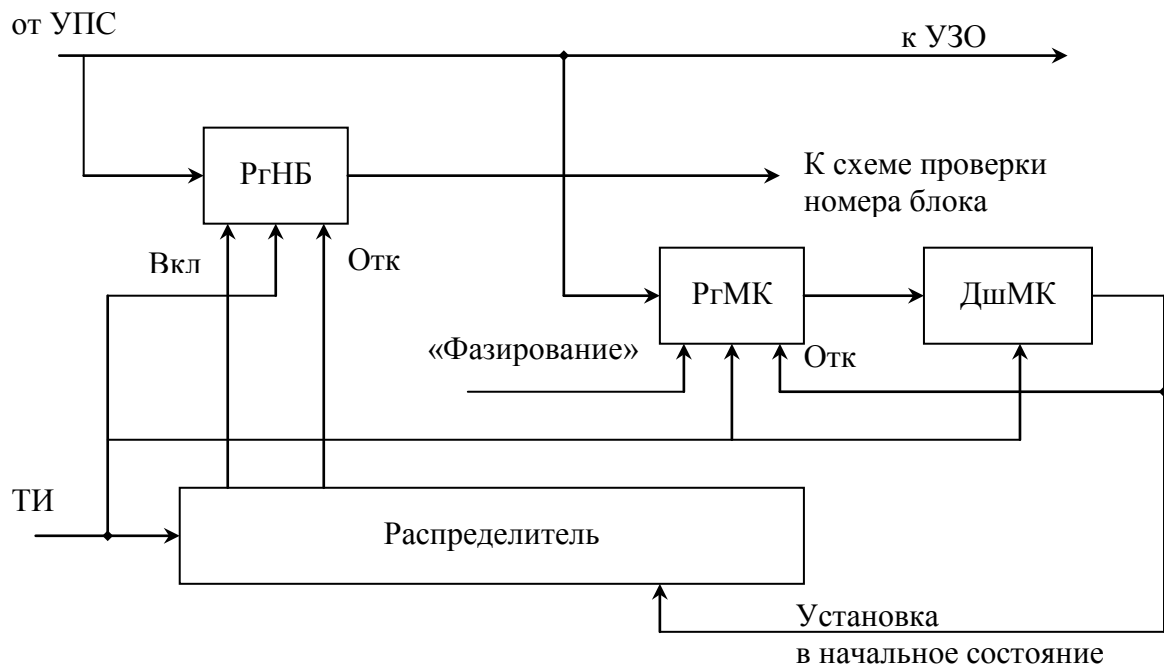 от УПС
к УЗО
РгНБ
К схеме проверки
номера блока
Вкл
Отк
РгМК
ДшМК
«Фазирование»
Отк
ТИ
Распределитель
Установка
в начальное состояние